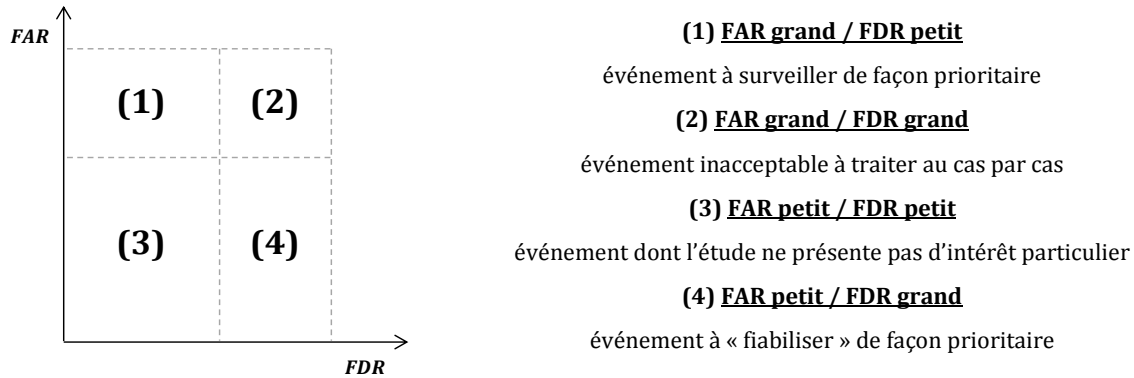 FAR
(1)
(2)
(3)
(4)
FDR
(1) FAR grand / FDR petit
événement à surveiller de façon prioritaire
(2) FAR grand / FDR grand
événement inacceptable à traiter au cas par cas
(3) FAR petit / FDR petit
événement dont l’étude ne présente pas d’intérêt particulier
(4) FAR petit / FDR grand
événement à « fiabiliser » de façon prioritaire